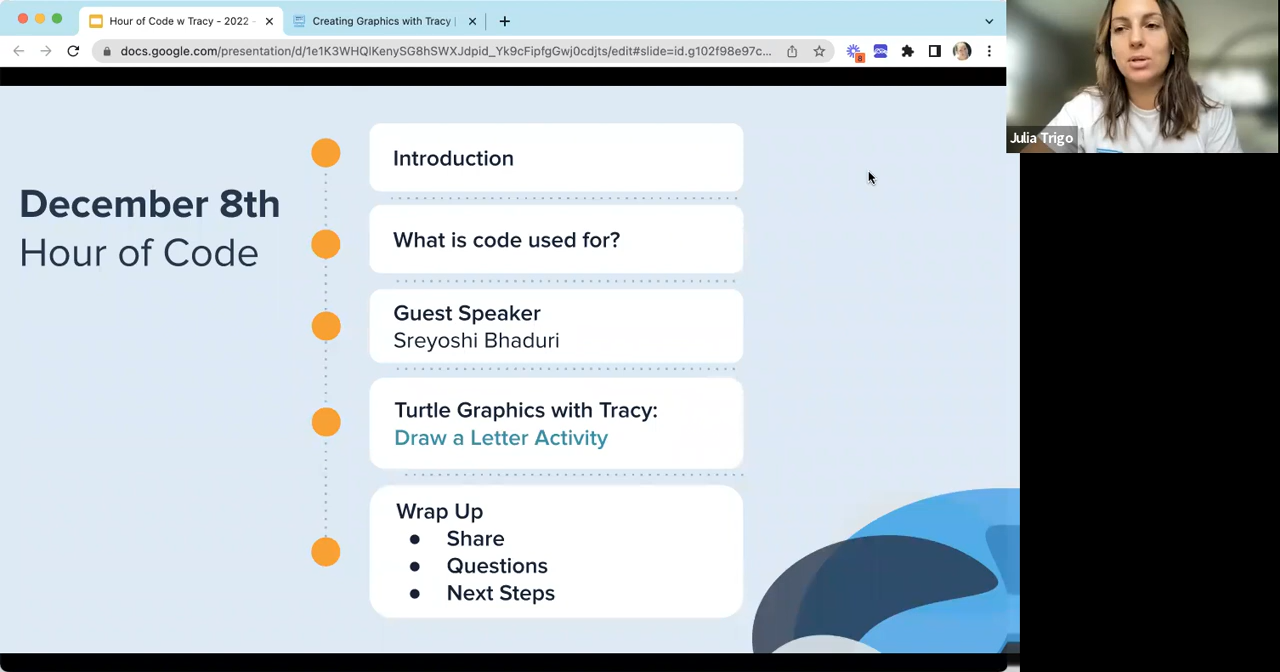 Hour of Code w Tracy - 2022 -
Creating Graphics with Tracy |
docs.google.com/presentation/d/1e1K3WHQIKenySG8hSWXJdpid_Yk9cFipfgGwj0cdjts/edit#slide=id.g102f98e97c...
8
Julia Trigo
December 8th
Hour of Code
Introduction
What is code used for?
Guest Speaker
Sreyoshi Bhaduri
Turtle Graphics with Tracy:
Draw a Letter Activity
Wrap Up
● Share
● Questions
● Next Steps